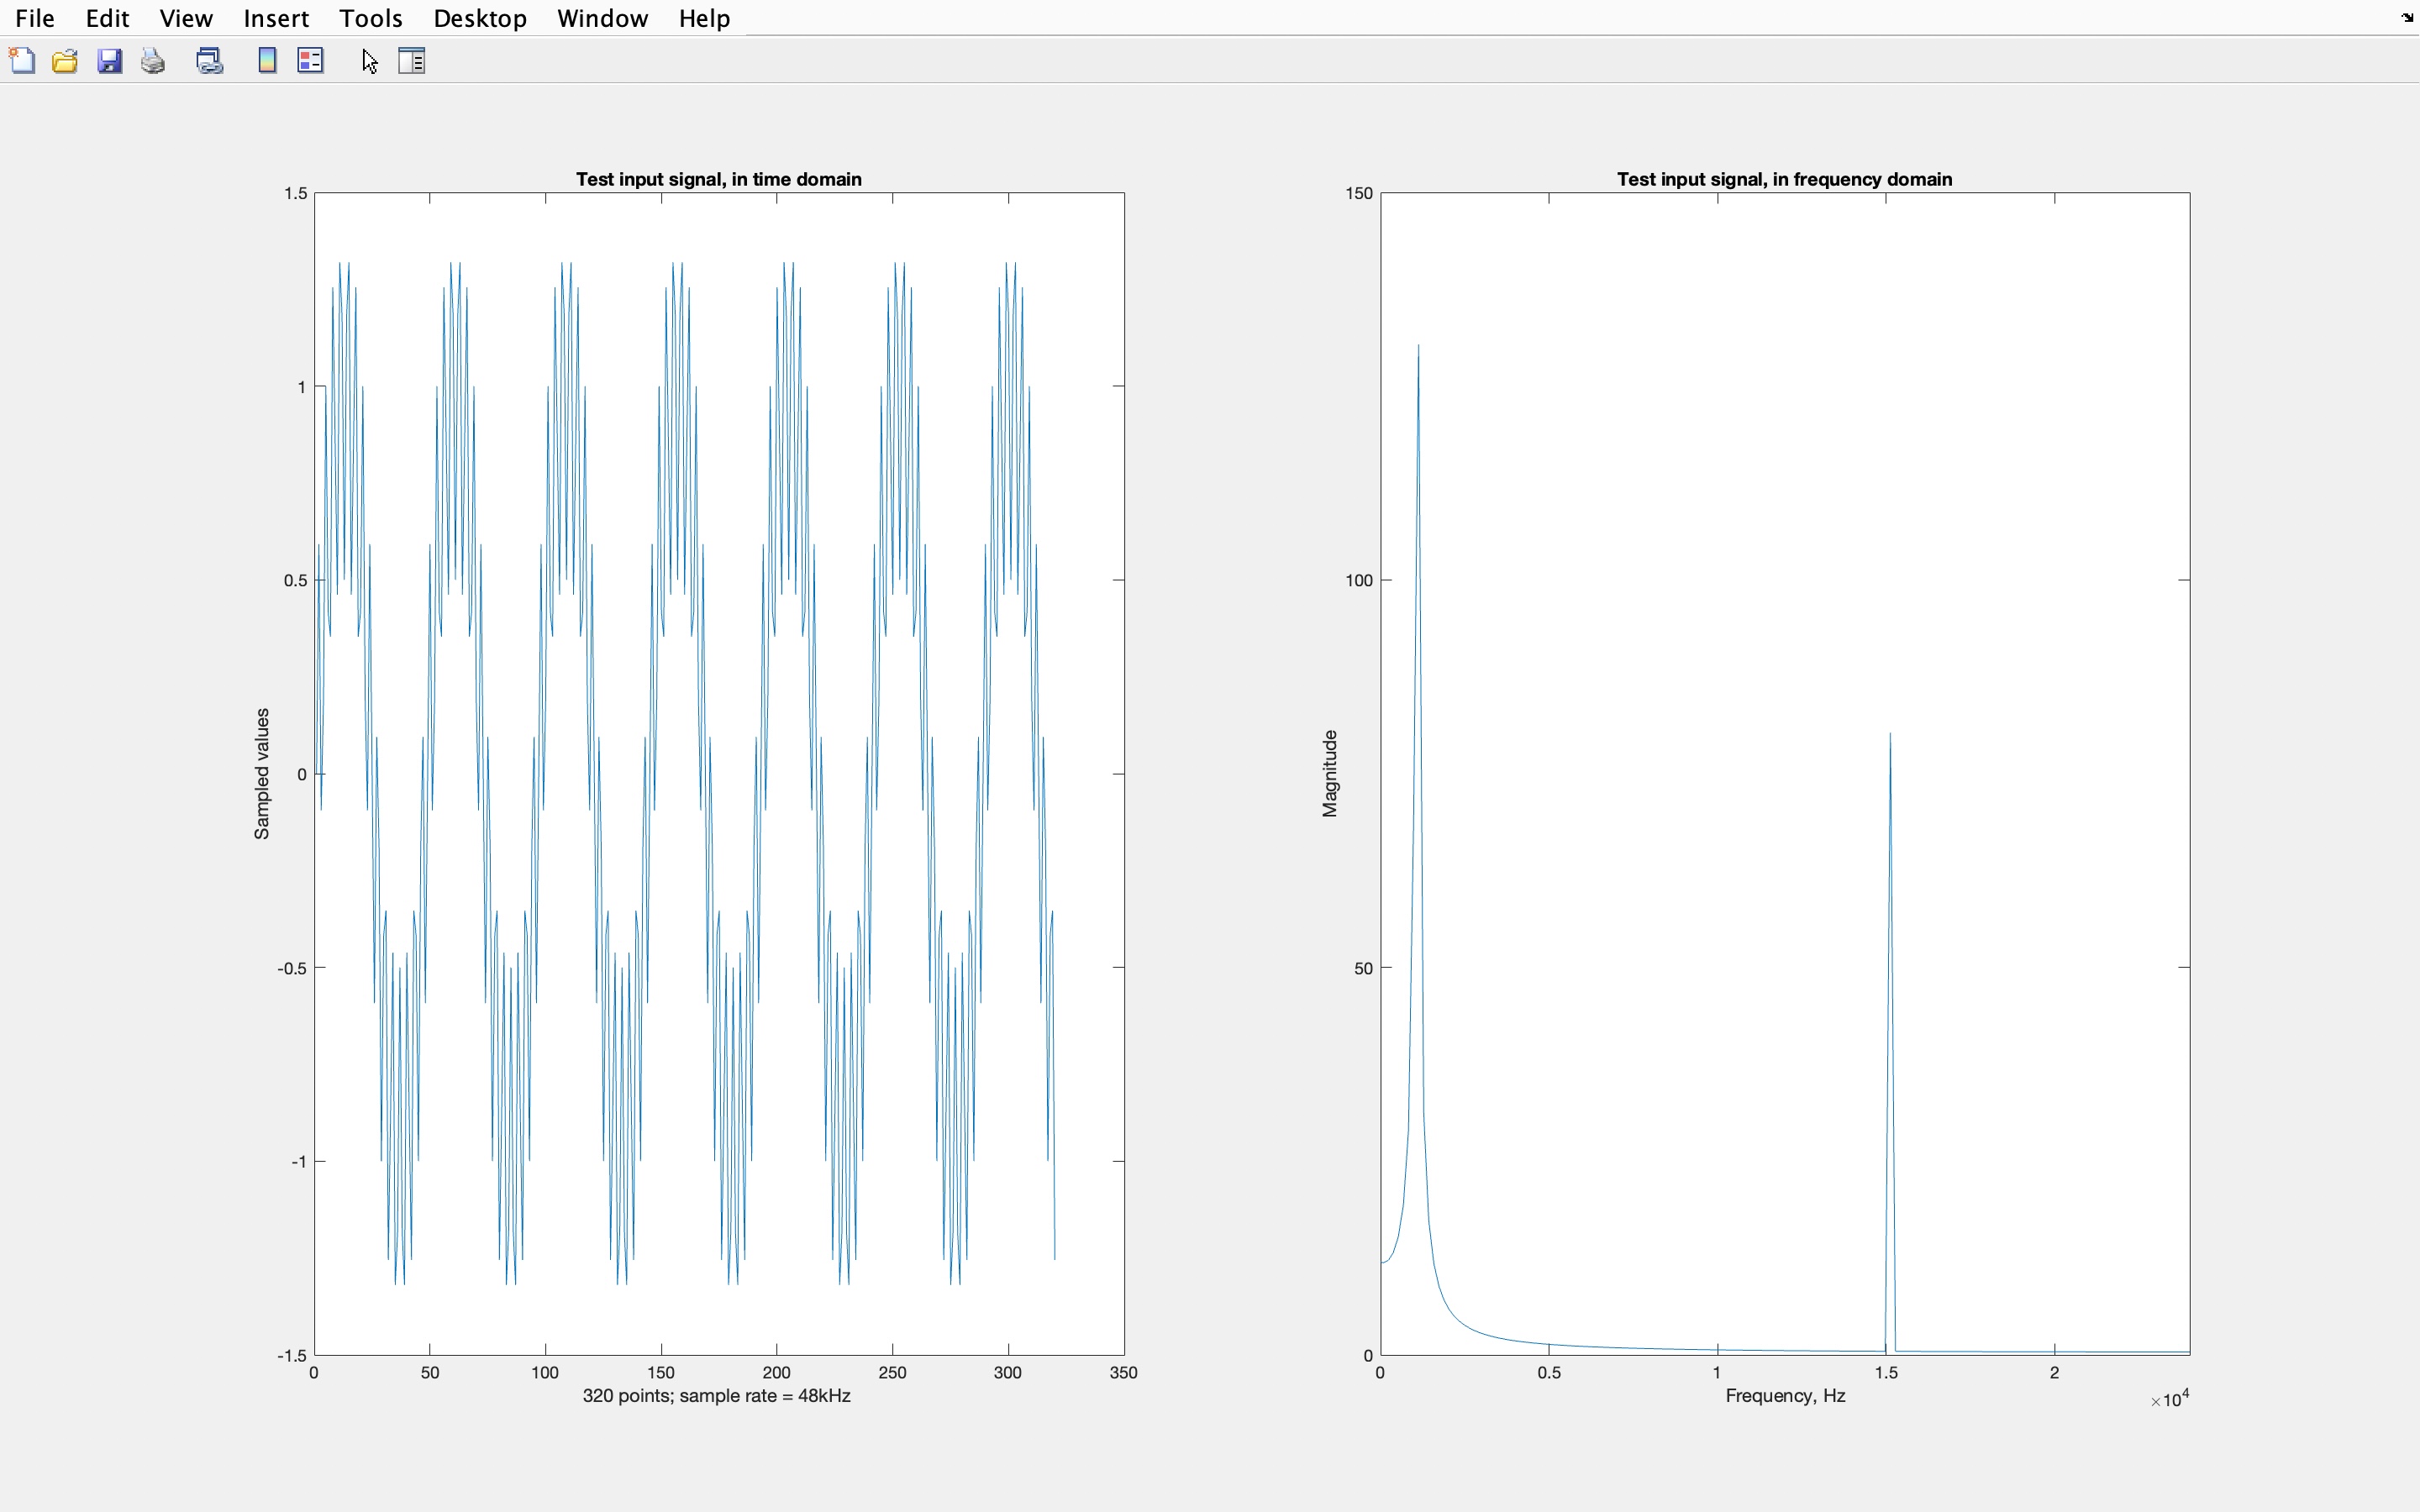 File Edit View Insert Tools Desktop Window Help
Test input signal, in time domain
1.5
1
0.5
0
-0.5
-1
-1.5
Sampled values
0 50 100 150 200 250 300 350
320 points; sample rate = 48kHz
Test input signal, in frequency domain
150
100
50
0
Magnitude
0 0.5 1 1.5 2
Frequency, Hz
×10⁴